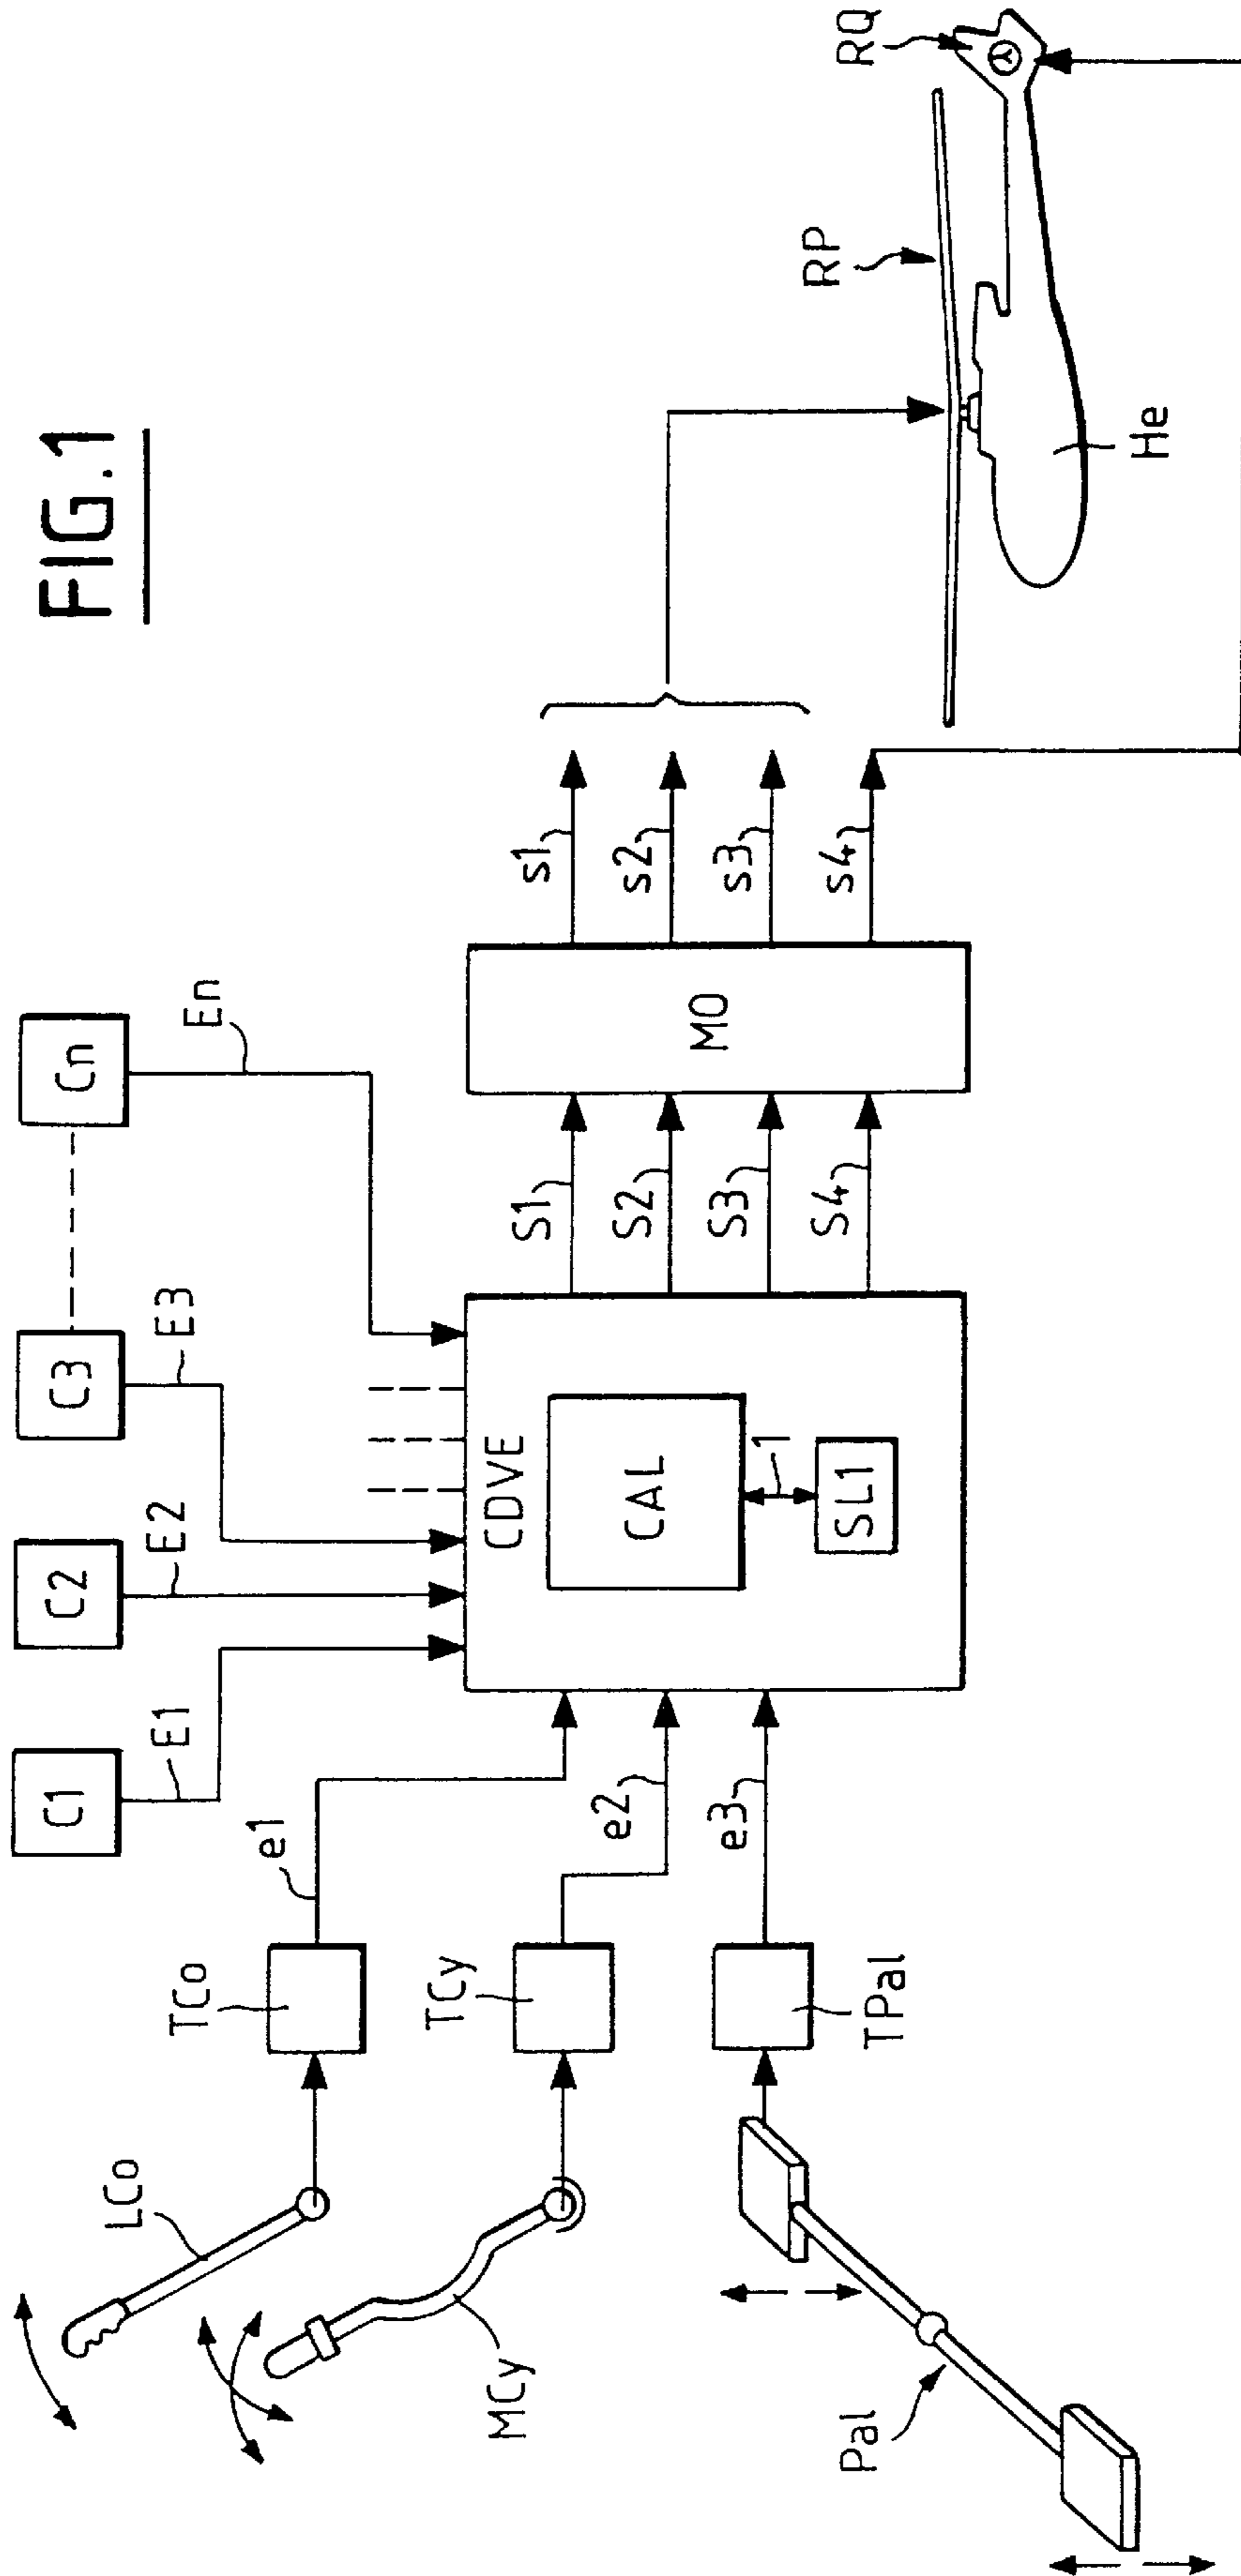 FIG.1
C1
C2
C3
Cn
E1
E2
E3
En
LCo
TCo
e1
MCy
TCy
e2
Pal
TPal
e3
CDVE
CAL
1
SL1
S1
S2
S3
S4
MO
s1
s2
s3
s4
RP
RQ
Y
He